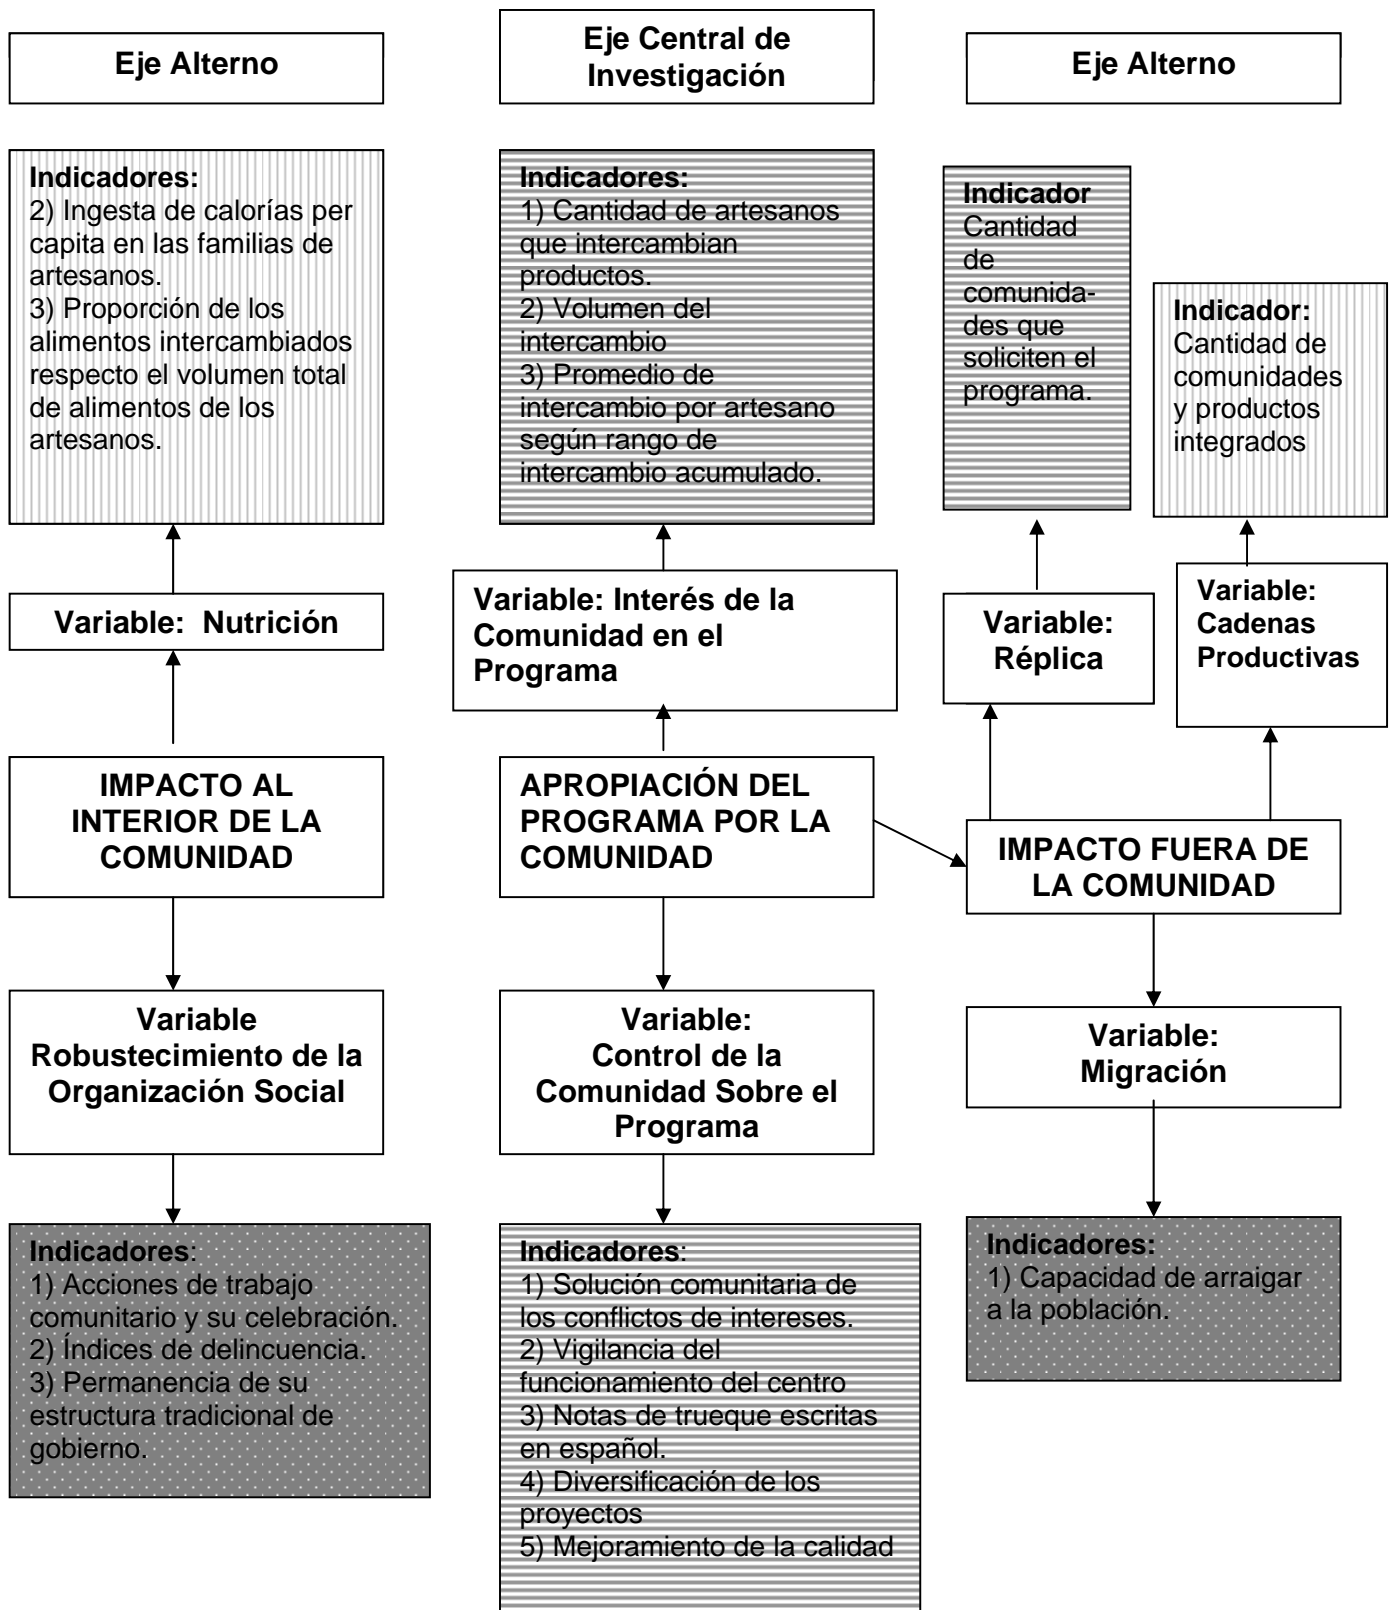 Eje Alterno
Eje Central de
Investigación
Eje Alterno
Indicadores:
2) Ingesta de calorías per
capita en las familias de
artesanos.
3) Proporción de los
alimentos intercambiados
respecto el volumen total
de alimentos de los
artesanos.
Indicadores:
1) Cantidad de artesanos
que intercambian
productos.
2) Volumen del
intercambio
3) Promedio de
intercambio por artesano
según rango de
intercambio acumulado.
Indicador
Cantidad
de
comunida-
des que
soliciten el
programa.
Indicador:
Cantidad de
comunidades
y productos
integrados
Variable: Nutrición
Variable: Interés de la
Comunidad en el
Programa
Variable:
Réplica
Variable:
Cadenas
Productivas
IMPACTO AL
INTERIOR DE LA
COMUNIDAD
APROPIACIÓN DEL
PROGRAMA POR LA
COMUNIDAD
IMPACTO FUERA DE
LA COMUNIDAD
Variable
Robustecimiento de la
Organización Social
Variable:
Control de la
Comunidad Sobre el
Programa
Variable:
Migración
Indicadores:
1) Acciones de trabajo
comunitario y su celebración.
2) Índices de delincuencia.
3) Permanencia de su
estructura tradicional de
gobierno.
Indicadores:
1) Solución comunitaria de
los conflictos de intereses.
2) Vigilancia del
funcionamiento del centro
3) Notas de trueque escritas
en español.
4) Diversificación de los
proyectos
5) Mejoramiento de la calidad
Indicadores:
1) Capacidad de arraigar
a la población.